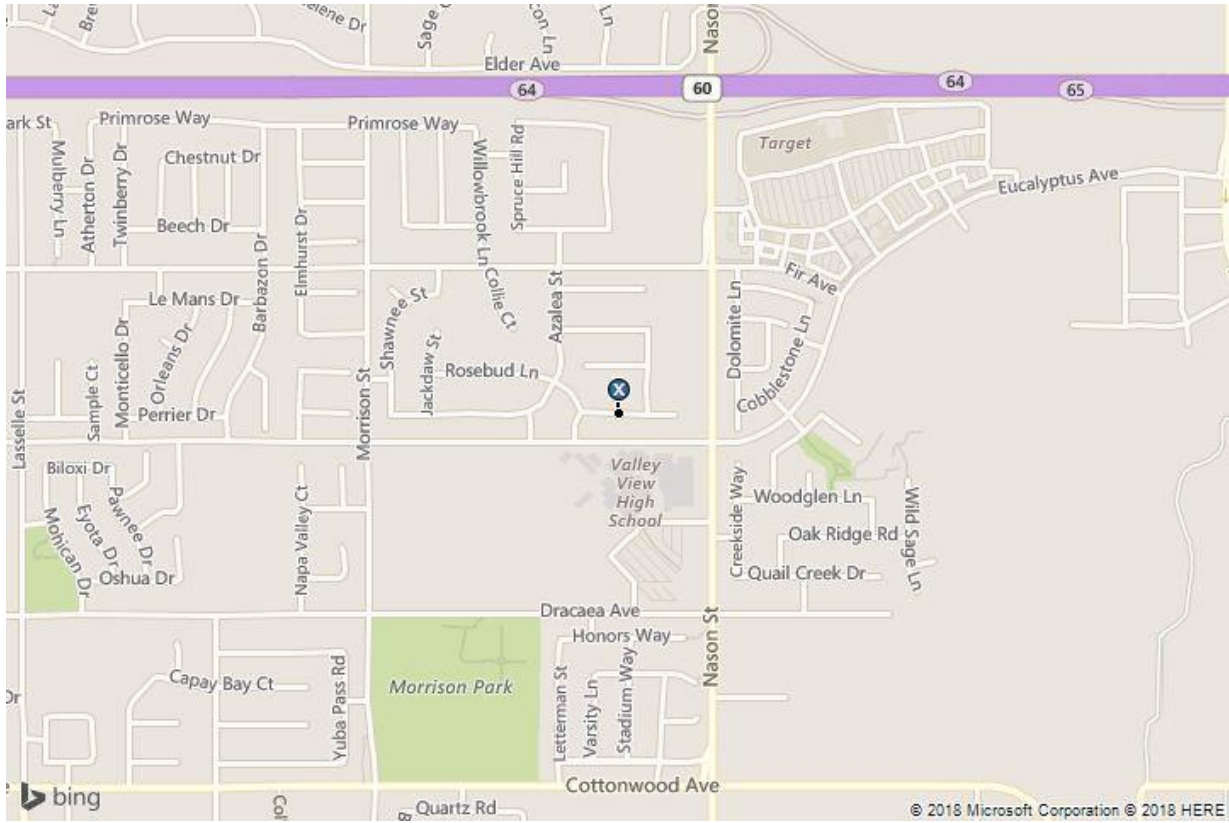 Elder Ave
Nason
64
60
64
65
ark St
Primrose Way
Primrose Way
Spruce Hill Rd
Target
Mulberry Ln
Atherton Dr
Twinberry Dr
Chestnut Dr
Willowbrook Ln
Eucalyptus Ave
Beech Dr
Barbazon Dr
Elmhurst Dr
Le Mans Dr
Shawnee St
Collie Ct
Azalea St
Fir Ave
Dolomite Ln
Cobblestone Ln
Monticello Dr
Orleans Dr
Jackdaw St
Rosebud Ln
X
Lasselle St
Sample Ct
Perrier Dr
Morrison St
Biloxi Dr
Pawnee Dr
Eyota Dr
Mohican Dr
Oshua Dr
Napa Valley Ct
Valley
View
High
School
Creekside Way
Woodglen Ln
Oak Ridge Rd
Wild Sage Ln
Quail Creek Dr
Dracaea Ave
Honors Way
Nason St
Capay Bay Ct
Yuba Pass Rd
Morrison Park
Letterman St
Varsity Ln
Stadium Way
Dr
Cottonwood Ave
bing
Quartz Rd
© 2018 Microsoft Corporation © 2018 HERE